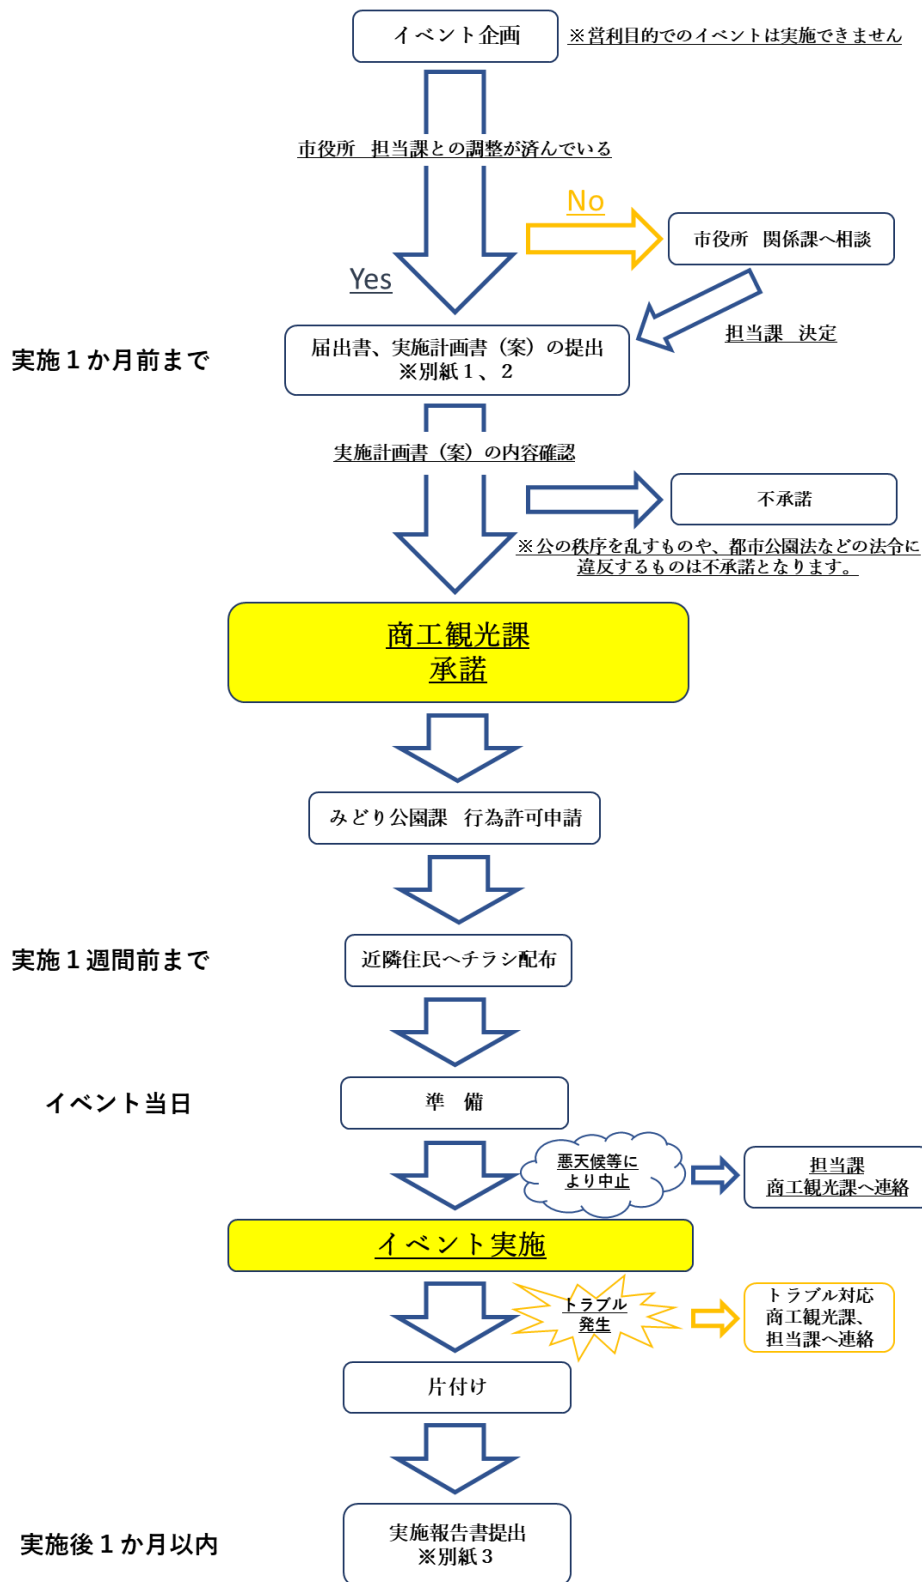 イベント企画
※営利目的でのイベントは実施できません
市役所　担当課との調整が済んでいる
No
市役所　関係課へ相談
Yes
担当課　決定
実施１か月前まで
届出書、実施計画書（案）の提出
※別紙１、２
実施計画書（案）の内容確認
不承諾
※公の秩序を乱すものや、都市公園法などの法令に
違反するものは不承諾となります。
商工観光課
承諾
みどり公園課　行為許可申請
実施１週間前まで
近隣住民へチラシ配布
イベント当日
準　備
悪天候等に
より中止
担当課
商工観光課へ連絡
イベント実施
トラブル
発生
トラブル対応
商工観光課、
担当課へ連絡
片付け
実施後１か月以内
実施報告書提出
※別紙３